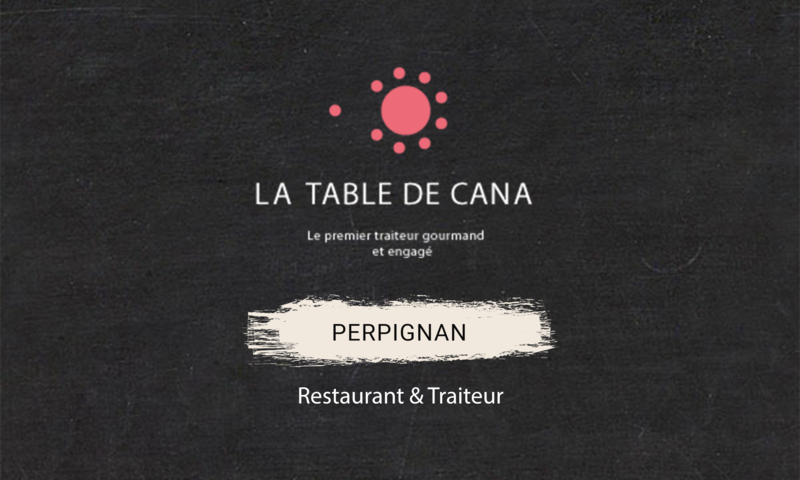 LA TABLE DE CANA
Le premier traiteur gourmand
et engagé
PERPIGNAN
Restaurant & Traiteur